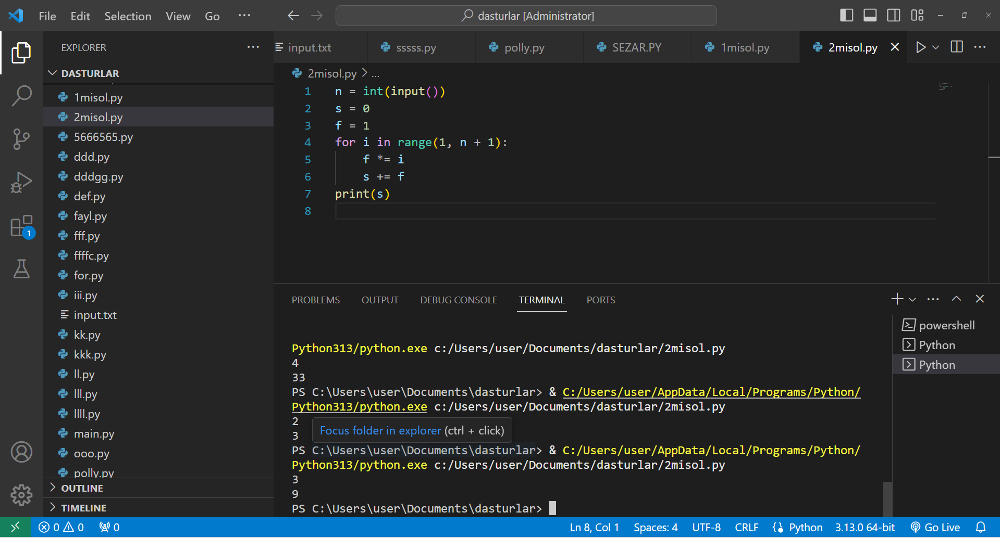 File Edit Selection View Go ··· dasturlar [Administrator]
EXPLORER ···
DASTURLAR
1misol.py
2misol.py
5666565.py
ddd.py
dddgg.py
def.py
fayl.py
fff.py
ffffc.py
for.py
iii.py
input.txt
kk.py
kkk.py
ll.py
lll.py
llll.py
main.py
ooo.py
polly.py
OUTLINE
TIMELINE
1
input.txt sssss.py polly.py SEZAR.PY 1misol.py 2misol.py
2misol.py > ...
1 n = int(input())
2 s = 0
3 f = 1
4 for i in range(1, n + 1):
5     f *= i
6     s += f
7 print(s)
8
PROBLEMS OUTPUT DEBUG CONSOLE TERMINAL PORTS
Python313/python.exe c:/Users/user/Documents/dasturlar/2misol.py
4
33
PS C:\Users\user\Documents\dasturlar> & C:/Users/user/AppData/Local/Programs/Python/
Python313/python.exe c:/Users/user/Documents/dasturlar/2misol.py
2
Focus folder in explorer (ctrl + click)
3
PS C:\Users\user\Documents\dasturlar> & C:/Users/user/AppData/Local/Programs/Python/
Python313/python.exe c:/Users/user/Documents/dasturlar/2misol.py
3
9
PS C:\Users\user\Documents\dasturlar>
powershell
Python
Python
0 0 0 Ln 8, Col 1 Spaces: 4 UTF-8 CRLF Python 3.13.0 64-bit Go Live